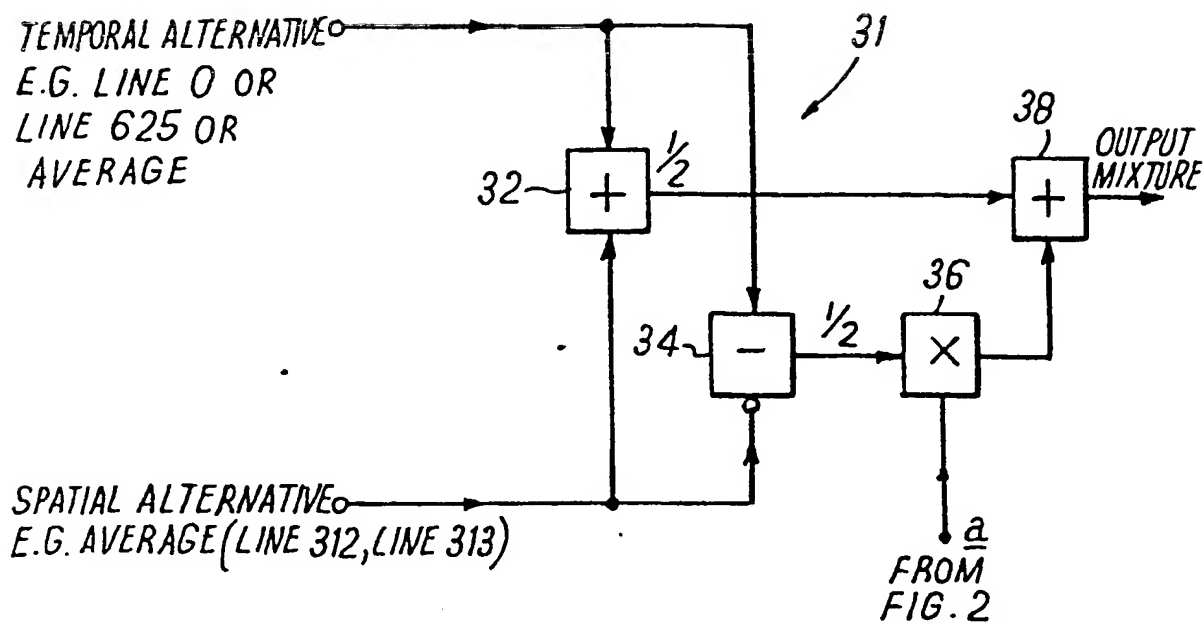 TEMPORAL ALTERNATIVE
E.G. LINE 0 OR
LINE 625 OR
AVERAGE
31
32
+
1/2
38
+
OUTPUT
MIXTURE
34
−
1/2
36
×
SPATIAL ALTERNATIVE
E.G. AVERAGE(LINE 312, LINE 313)
a
FROM
FIG. 2